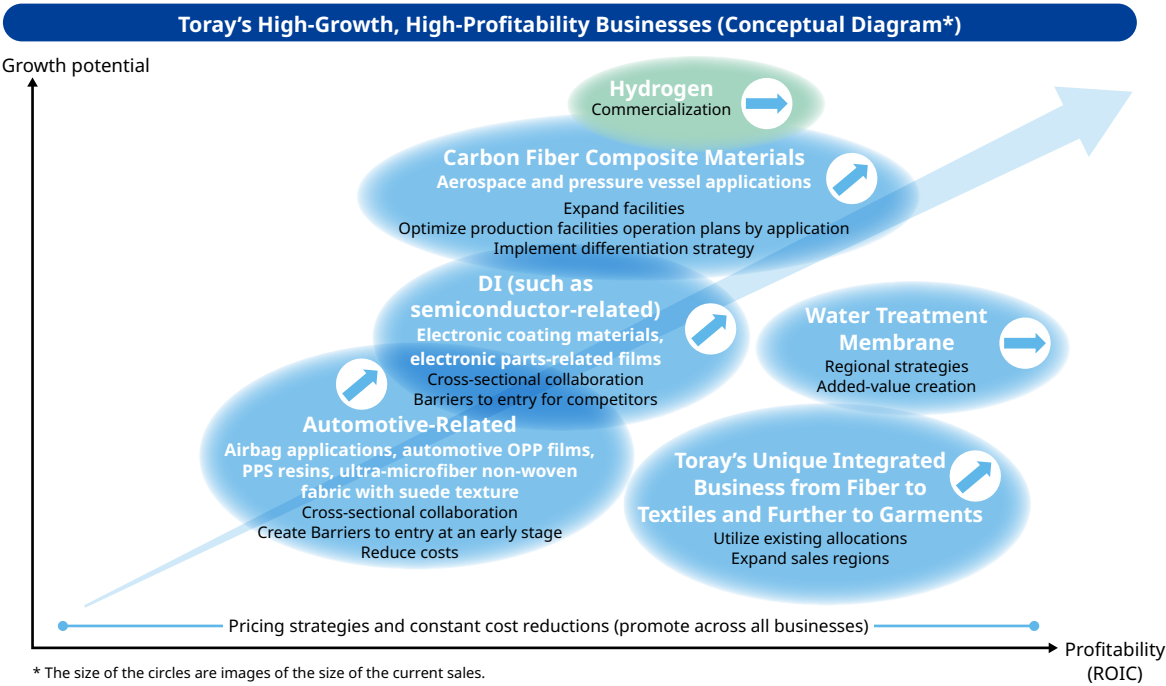 Toray’s High-Growth, High-Profitability Businesses (Conceptual Diagram*)
Growth potential
Hydrogen
Commercialization
Carbon Fiber Composite Materials
Aerospace and pressure vessel applications
Expand facilities
Optimize production facilities operation plans by application
Implement differentiation strategy
DI (such as
semiconductor-related)
Electronic coating materials,
electronic parts-related films
Cross-sectional collaboration
Barriers to entry for competitors
Water Treatment
Membrane
Regional strategies
Added-value creation
Automotive-Related
Airbag applications, automotive OPP films,
PPS resins, ultra-microfiber non-woven
fabric with suede texture
Cross-sectional collaboration
Create Barriers to entry at an early stage
Reduce costs
Toray’s Unique Integrated
Business from Fiber to
Textiles and Further to Garments
Utilize existing allocations
Expand sales regions
Pricing strategies and constant cost reductions (promote across all businesses)
Profitability
(ROIC)
* The size of the circles are images of the size of the current sales.